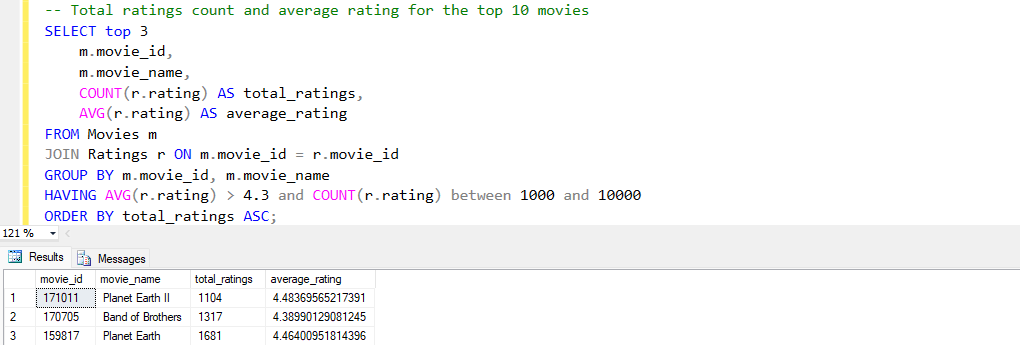 -- Total ratings count and average rating for the top 10 movies
SELECT top 3
m.movie_id,
m.movie_name,
COUNT(r.rating) AS total_ratings,
AVG(r.rating) AS average_rating
FROM Movies m
JOIN Ratings r ON m.movie_id = r.movie_id
GROUP BY m.movie_id, m.movie_name
HAVING AVG(r.rating) > 4.3 and COUNT(r.rating) between 1000 and 10000
ORDER BY total_ratings ASC;
121 %
Results Messages
movie_id movie_name total_ratings average_rating
1 171011 Planet Earth II 1104 4.48369565217391
2 170705 Band of Brothers 1317 4.38990129081245
3 159817 Planet Earth 1681 4.46400951814396